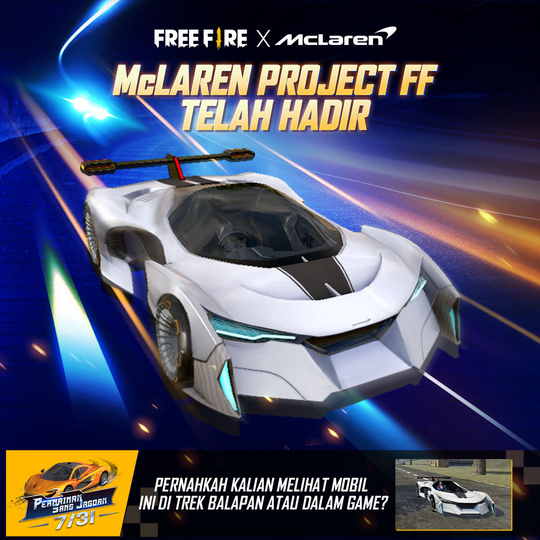 FREE FIRE X McLaren
McLAREN PROJECT FF
TELAH HADIR
PERMAINAN
SANG JAGOAN
7/31
PERNAHKAH KALIAN MELIHAT MOBIL
INI DI TREK BALAPAN ATAU DALAM GAME?